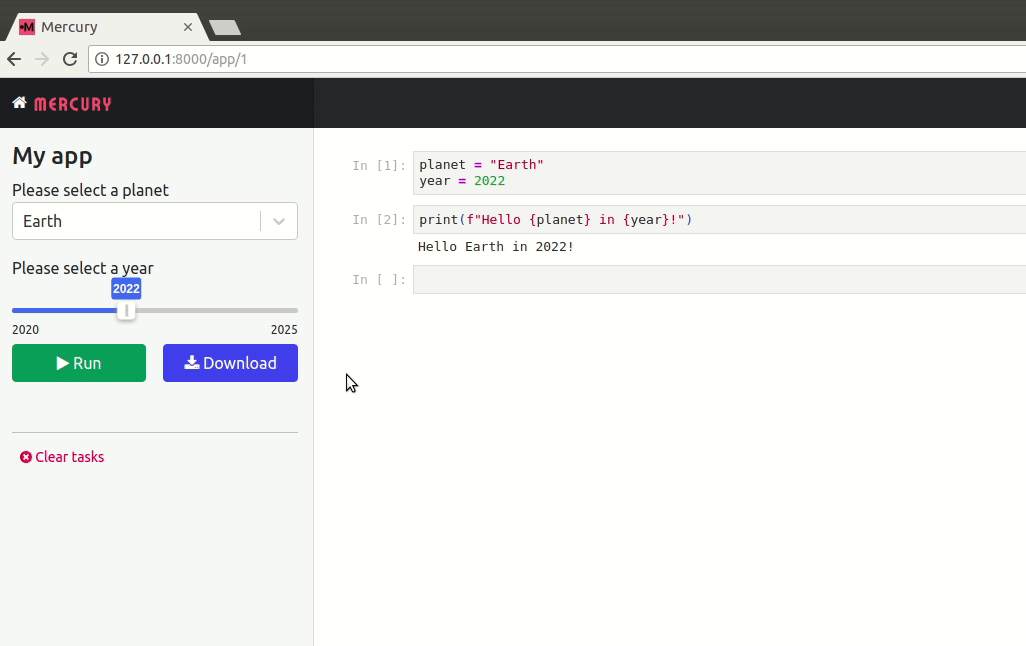 Mercury
127.0.0.1:8000/app/1
MERCURY
My app
Please select a planet
Earth
Please select a year
2022
2020 2025
Run Download
Clear tasks
In [1]: planet = "Earth"
year = 2022
In [2]: print(f"Hello {planet} in {year}!")
Hello Earth in 2022!
In [ ]: